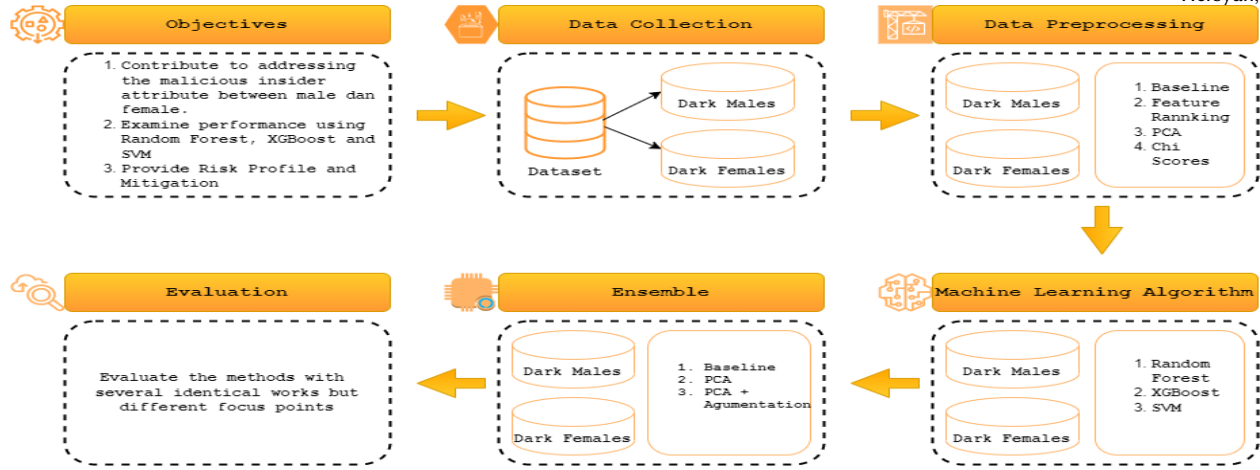 Objectives
1. Contribute to addressing
the malicious insider
attribute between male dan
female.
2. Examine performance using
Random Forest, XGBoost and
SVM
3. Provide Risk Profile and
Mitigation
Data Collection
Dataset
Dark Males
Dark Females
Data Preprocessing
Dark Males
Dark Females
1. Baseline
2. Feature
Rannking
3. PCA
4. Chi
Scores
Machine Learning Algorithm
Dark Males
Dark Females
1. Random
Forest
2. XGBoost
3. SVM
Ensemble
Dark Males
Dark Females
1. Baseline
2. PCA
3. PCA +
Agumentation
Evaluation
Evaluate the methods with
several identical works but
different focus points